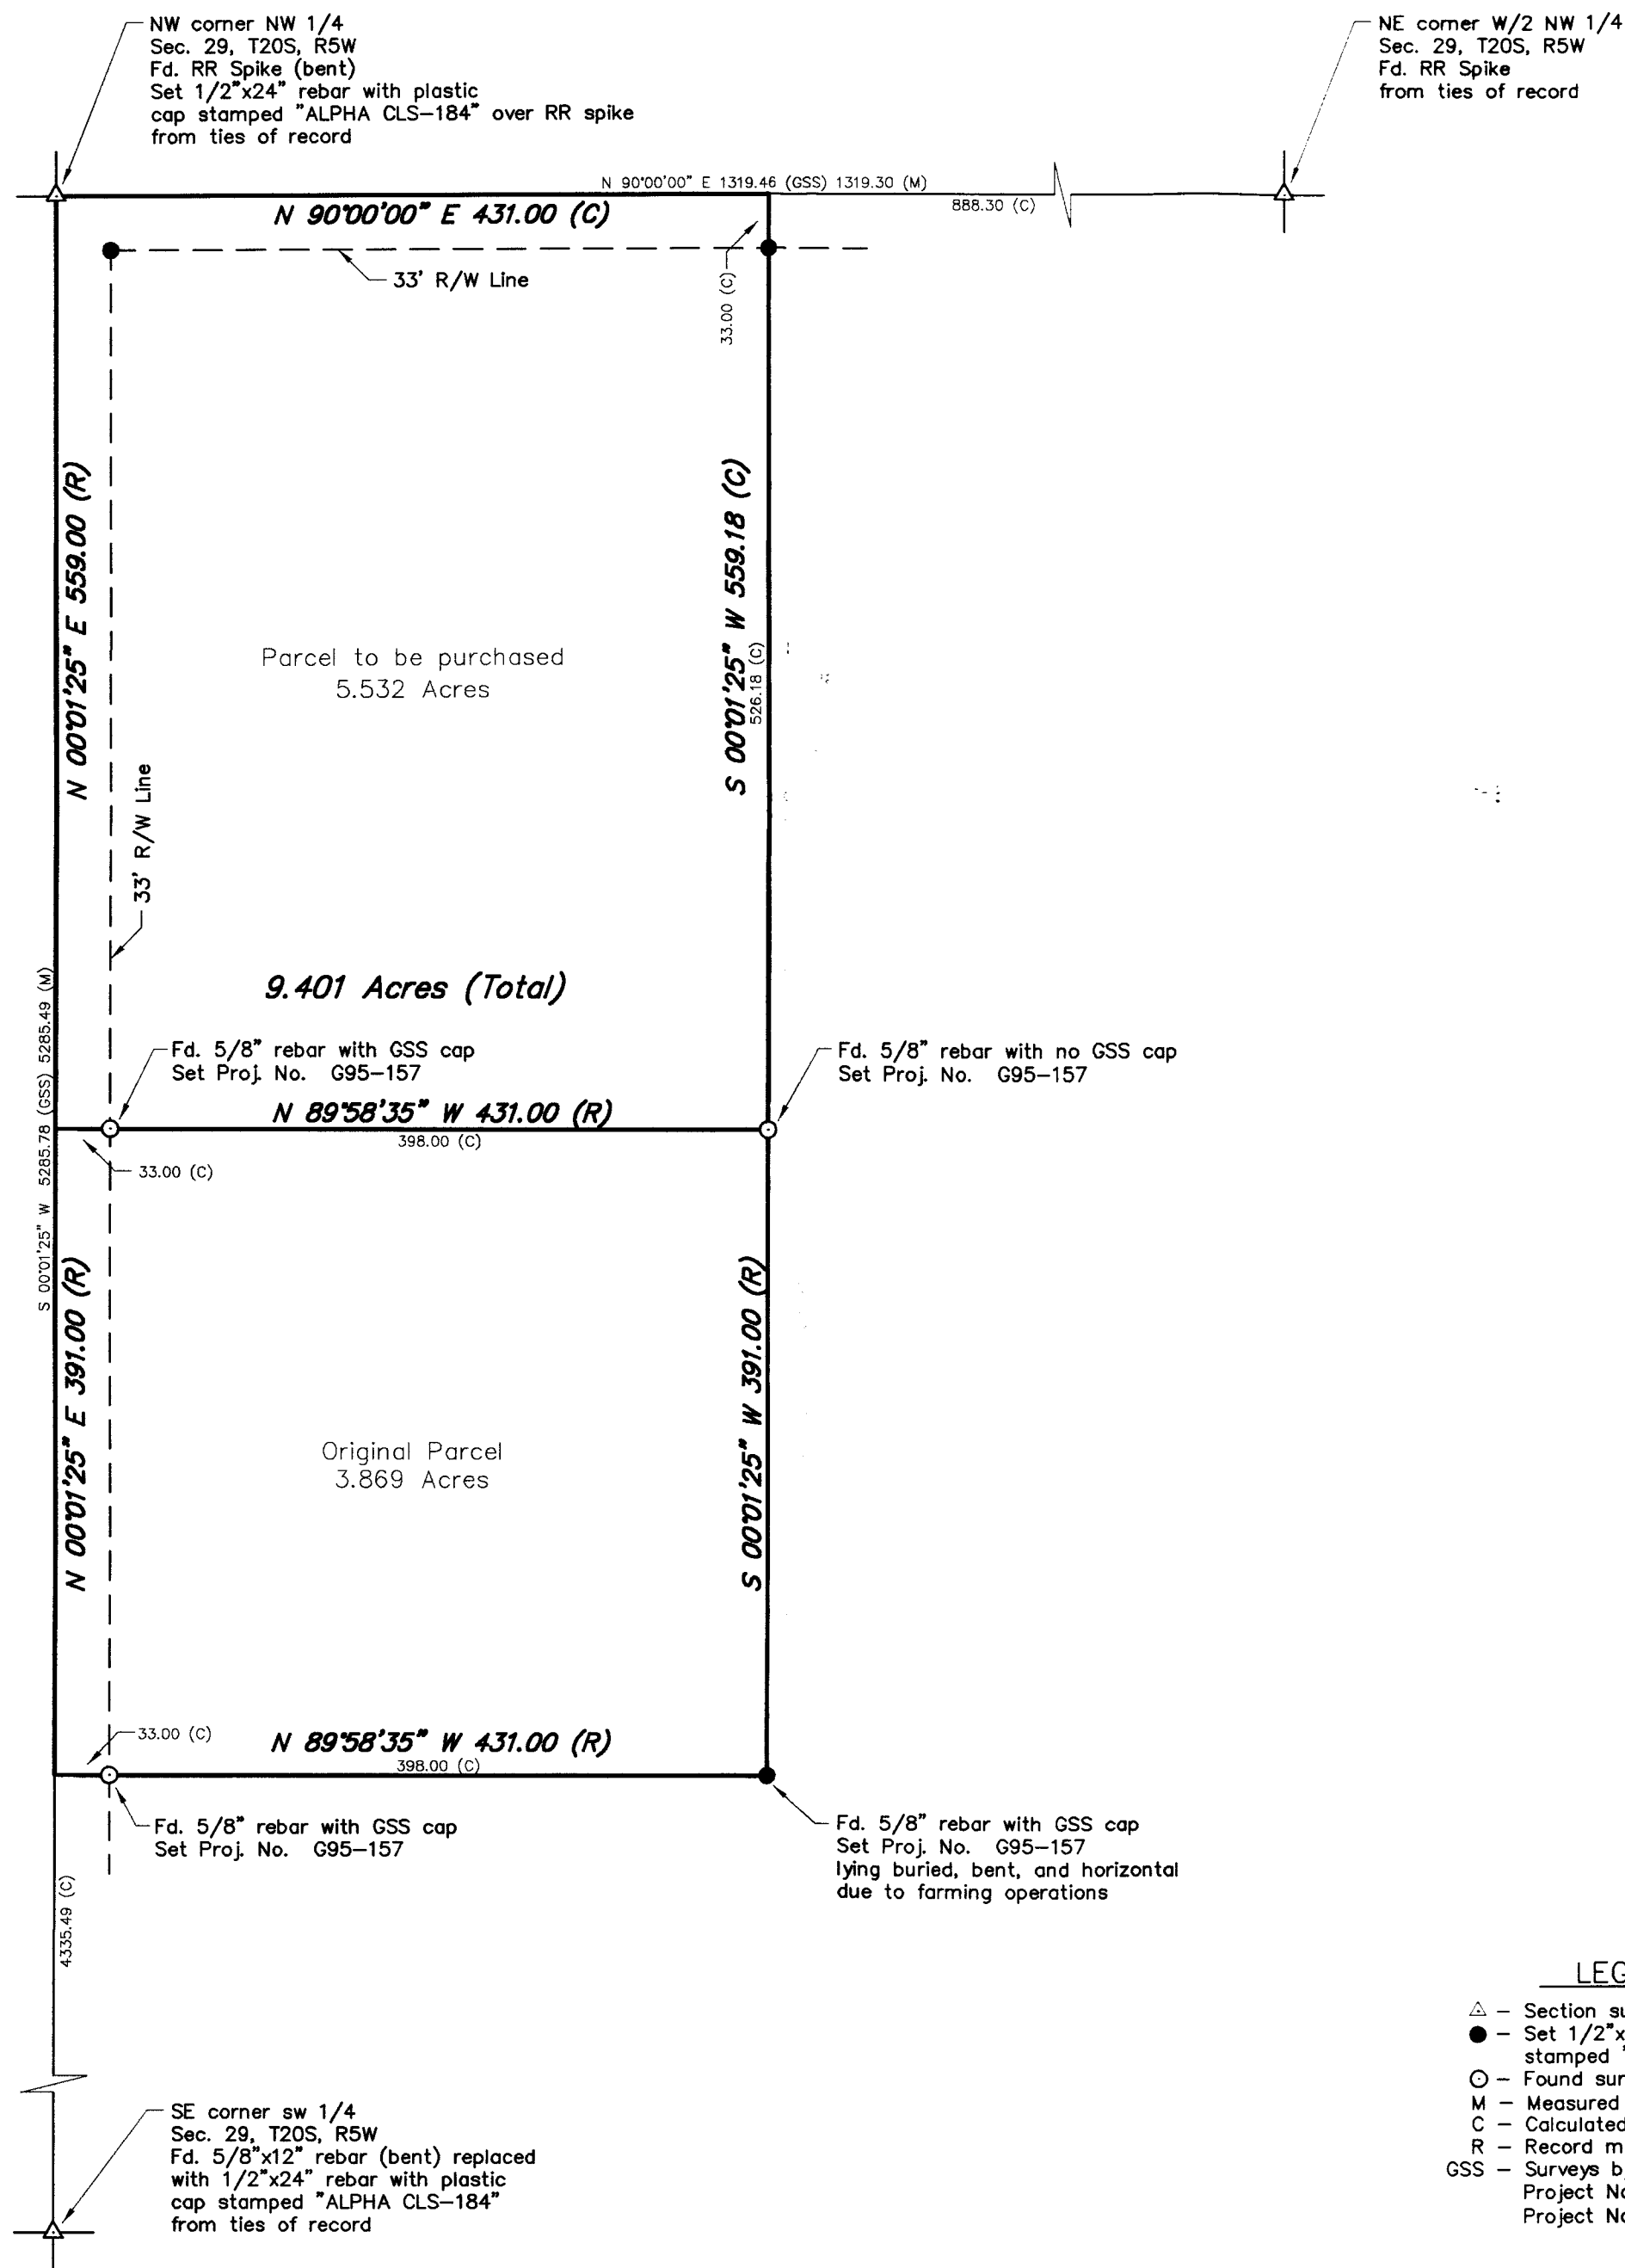 NW corner NW 1/4
Sec. 29, T20S, R5W
Fd. RR Spike (bent)
Set 1/2"x24" rebar with plastic
cap stamped "ALPHA CLS-184" over RR spike
from ties of record
NE corner W/2 NW 1/4
Sec. 29, T20S, R5W
Fd. RR Spike
from ties of record
N 90°00'00" E 1319.46 (GSS) 1319.30 (M)
888.30 (C)
N 90°00'00" E 431.00 (C)
33' R/W Line
33.00 (C)
N 00°01'25" E 559.00 (R)
S 00°01'25" W 559.18 (C)
526.18 (C)
Parcel to be purchased
5.532 Acres
33' R/W Line
9.401 Acres (Total)
S 00°01'25" W 5285.78 (GSS) 5285.49 (M)
Fd. 5/8" rebar with GSS cap
Set Proj. No. G95-157
Fd. 5/8" rebar with no GSS cap
Set Proj. No. G95-157
N 89°58'35" W 431.00 (R)
398.00 (C)
33.00 (C)
N 00°01'25" E 391.00 (R)
S 00°01'25" W 391.00 (R)
Original Parcel
3.869 Acres
33.00 (C)
N 89°58'35" W 431.00 (R)
398.00 (C)
Fd. 5/8" rebar with GSS cap
Set Proj. No. G95-157
Fd. 5/8" rebar with GSS cap
Set Proj. No. G95-157
lying buried, bent, and horizontal
due to farming operations
4335.49 (C)
SE corner sw 1/4
Sec. 29, T20S, R5W
Fd. 5/8"x12" rebar (bent) replaced
with 1/2"x24" rebar with plastic
cap stamped "ALPHA CLS-184"
from ties of record
LEG
- Section su
- Set 1/2"x
stamped "
- Found sur
M - Measured
C - Calculated
R - Record m
GSS - Surveys b
Project No
Project No